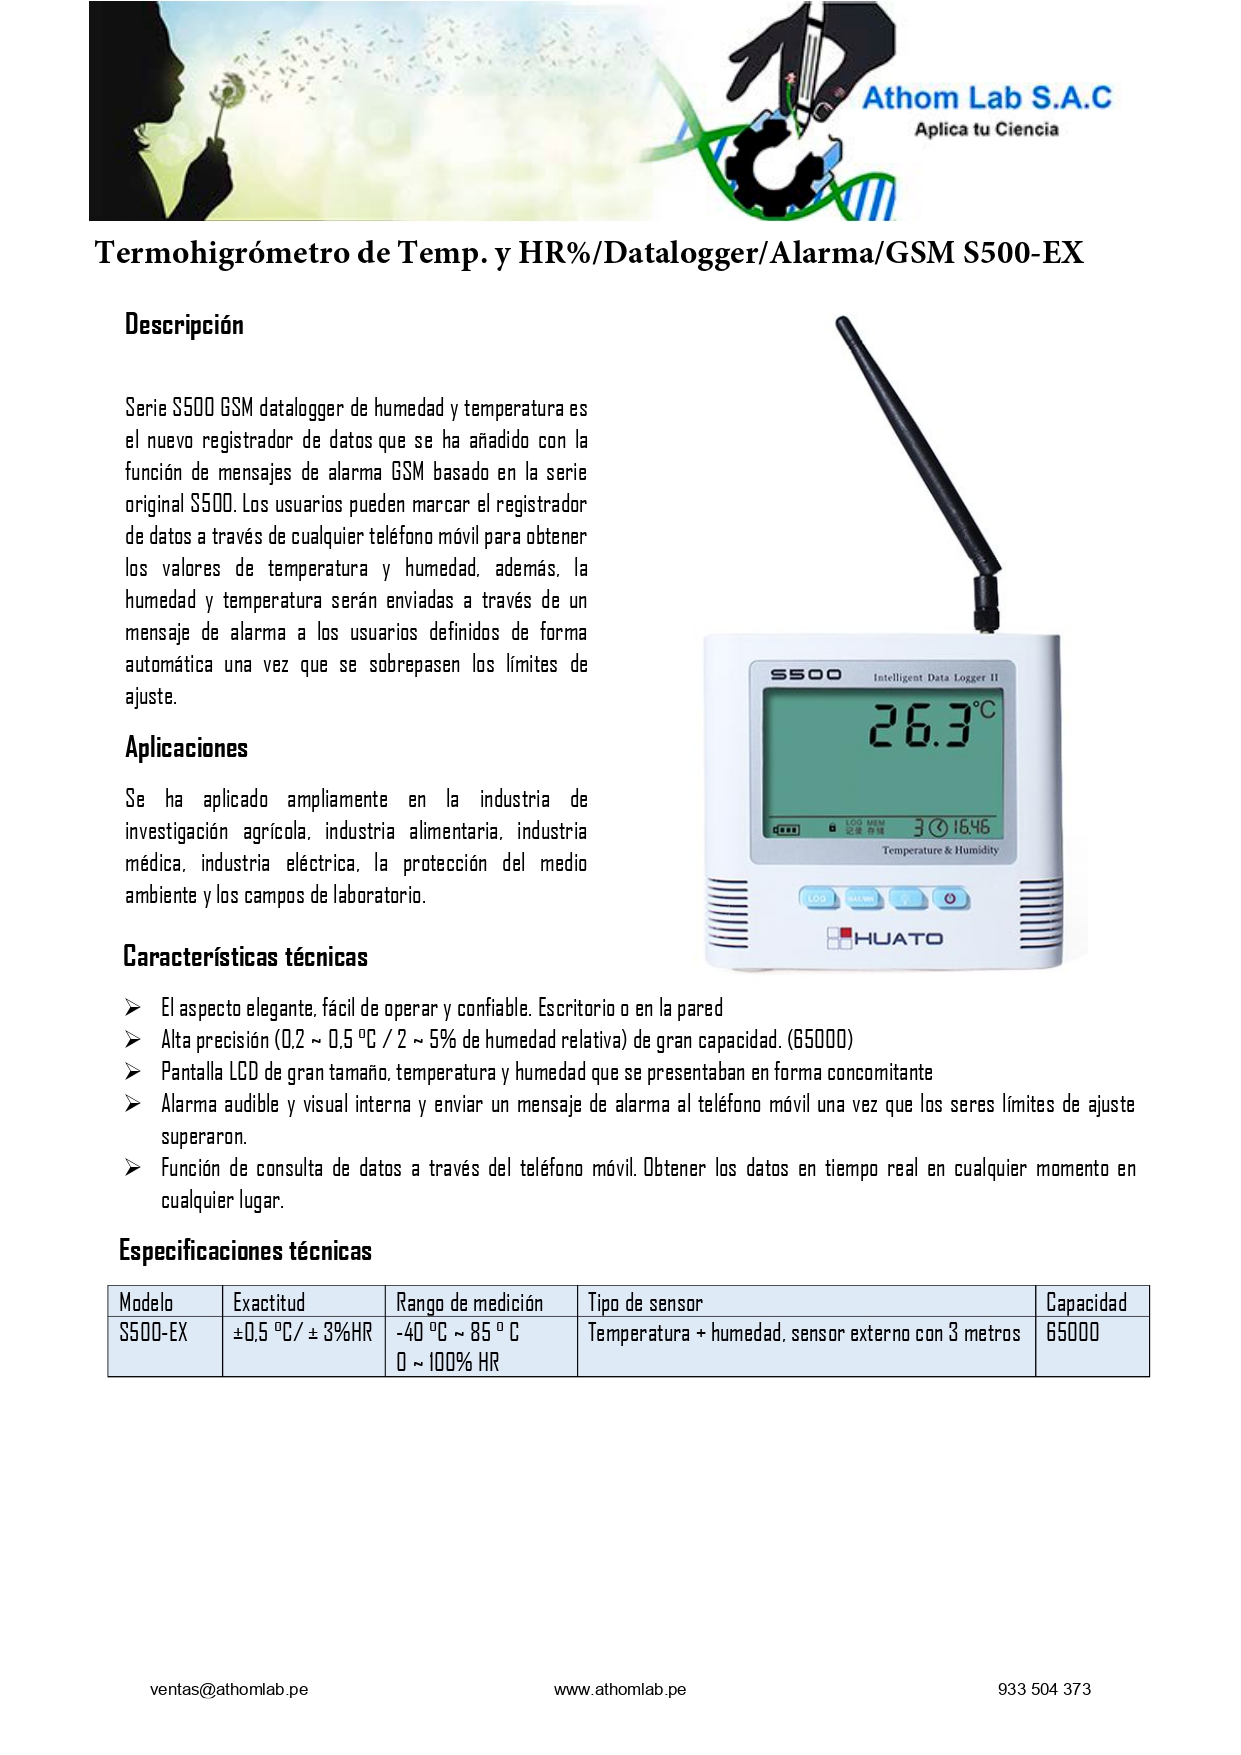 Athom Lab S.A.C
Aplica tu Ciencia
Termohigrómetro de Temp. y HR%/Datalogger/Alarma/GSM S500-EX
Descripción
Serie S500 GSM datalogger de humedad y temperatura es
el nuevo registrador de datos que se ha añadido con la
función de mensajes de alarma GSM basado en la serie
original S500. Los usuarios pueden marcar el registrador
de datos a través de cualquier teléfono móvil para obtener
los valores de temperatura y humedad, además, la
humedad y temperatura serán enviadas a través de un
mensaje de alarma a los usuarios definidos de forma
automática una vez que se sobrepasen los límites de
ajuste.
S500 Intelligent Data Logger II
26.3°C
LOG MEM
记录 存储
3 16:46
Temperature & Humidity
LOG
HUATO
Aplicaciones
Se ha aplicado ampliamente en la industria de
investigación agrícola, industria alimentaria, industria
médica, industria eléctrica, la protección del medio
ambiente y los campos de laboratorio.
Características técnicas
El aspecto elegante, fácil de operar y confiable. Escritorio o en la pared
Alta precisión (0,2 ~ 0,5 ºC / 2 ~ 5% de humedad relativa) de gran capacidad. (65000)
Pantalla LCD de gran tamaño, temperatura y humedad que se presentaban en forma concomitante
Alarma audible y visual interna y enviar un mensaje de alarma al teléfono móvil una vez que los seres límites de ajuste
superaron.
Función de consulta de datos a través del teléfono móvil. Obtener los datos en tiempo real en cualquier momento en
cualquier lugar.
Especificaciones técnicas
Modelo Exactitud Rango de medición Tipo de sensor Capacidad
S500-EX ±0,5 ºC/ ± 3%HR -40 ºC ~ 85 º C Temperatura + humedad, sensor externo con 3 metros 65000
0 ~ 100% HR
ventas@athomlab.pe www.athomlab.pe 933 504 373